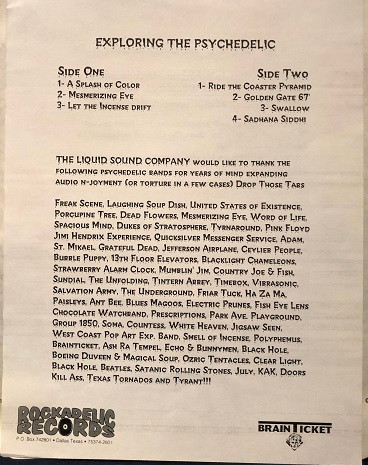 EXPLORING THE PSYCHEDELIC
SIDE ONE
1- A SPLASH OF COLOR
2- MESMERIZING EYE
3- LET THE INCENSE DRIFT
SIDE TWO
1- RIDE THE COASTER PYRAMID
2- GOLDEN GATE 67'
3- SWALLOW
4- SADHANA SIDDHI
THE LIQUID SOUND COMPANY WOULD LIKE TO THANK THE
FOLLOWING PSYCHEDELIC BANDS FOR YEARS OF MIND EXPANDING
AUDIO N-JOYMENT (OR TORTURE IN A FEW CASES) DROP THOSE TABS
FREAK SCENE, LAUGHING SOUP DISH, UNITED STATES OF EXISTENCE,
PORCUPINE TREE, DEAD FLOWERS, MESMERIZING EYE, WORD OF LIFE,
SPACIOUS MIND, DUKES OF STRATOSPHERE, TYRNAROUND, PINK FLOYD
JIMI HENDRIX EXPERIENCE, QUICKSILVER MESSENGER SERVICE, ADAM,
ST. MIKAEL, GRATEFUL DEAD, JEFFERSON AIRPLANE, CEYLIEB PEOPLE,
BUBBLE PUPPY, 13TH FLOOR ELEVATORS, BLACKLIGHT CHAMELEONS,
STRAWBERRY ALARM CLOCK, MUMBLIN' JIM, COUNTRY JOE & FISH,
SUNDIAL, THE UNFOLDING, TINTERN ABBEY, TIMEBOX, VIBRASONIC,
SALVATION ARMY, THE UNDERGROUND, FRIAR TUCK, HA ZA MA,
PAISLEYS, ANT BEE, BLUES MAGOOS, ELECTRIC PRUNES, FISH EYE LENS
CHOCOLATE WATCHBAND, PRESCRIPTIONS, PARK AVE. PLAYGROUND,
GROUP 1850, SOMA, COUNTESS, WHITE HEAVEN, JIGSAW SEEN,
WEST COAST POP ART EXP. BAND, SMELL OF INCENSE, POLYPHEMUS,
BRAINTICKET, ASH RA TEMPEL, ECHO & BUNNYMEN, BLACK HOLE,
BOEING DUVEEN & MAGICAL SOUP, OZRIC TENTACLES, CLEAR LIGHT,
BLACK HOLE, BEATLES, SATANIC ROLLING STONES, JULY, KAK, DOORS
KILL ASS, TEXAS TORNADOS AND TYRANT!!!
ROCKADELIC
RECORDS
P.O. BOX 742801 • DALLAS TEXAS • 75374-2801
BRAIN TICKET